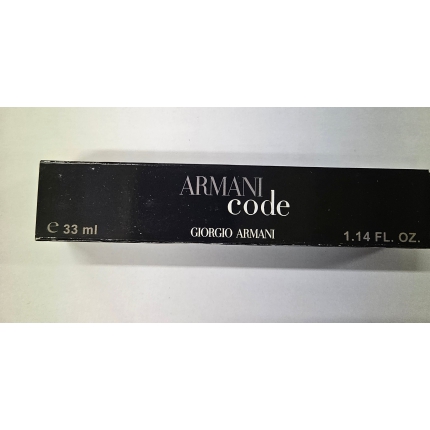 ARMANI
code
℮ 33 ml
GIORGIO ARMANI
1.14 FL. OZ.